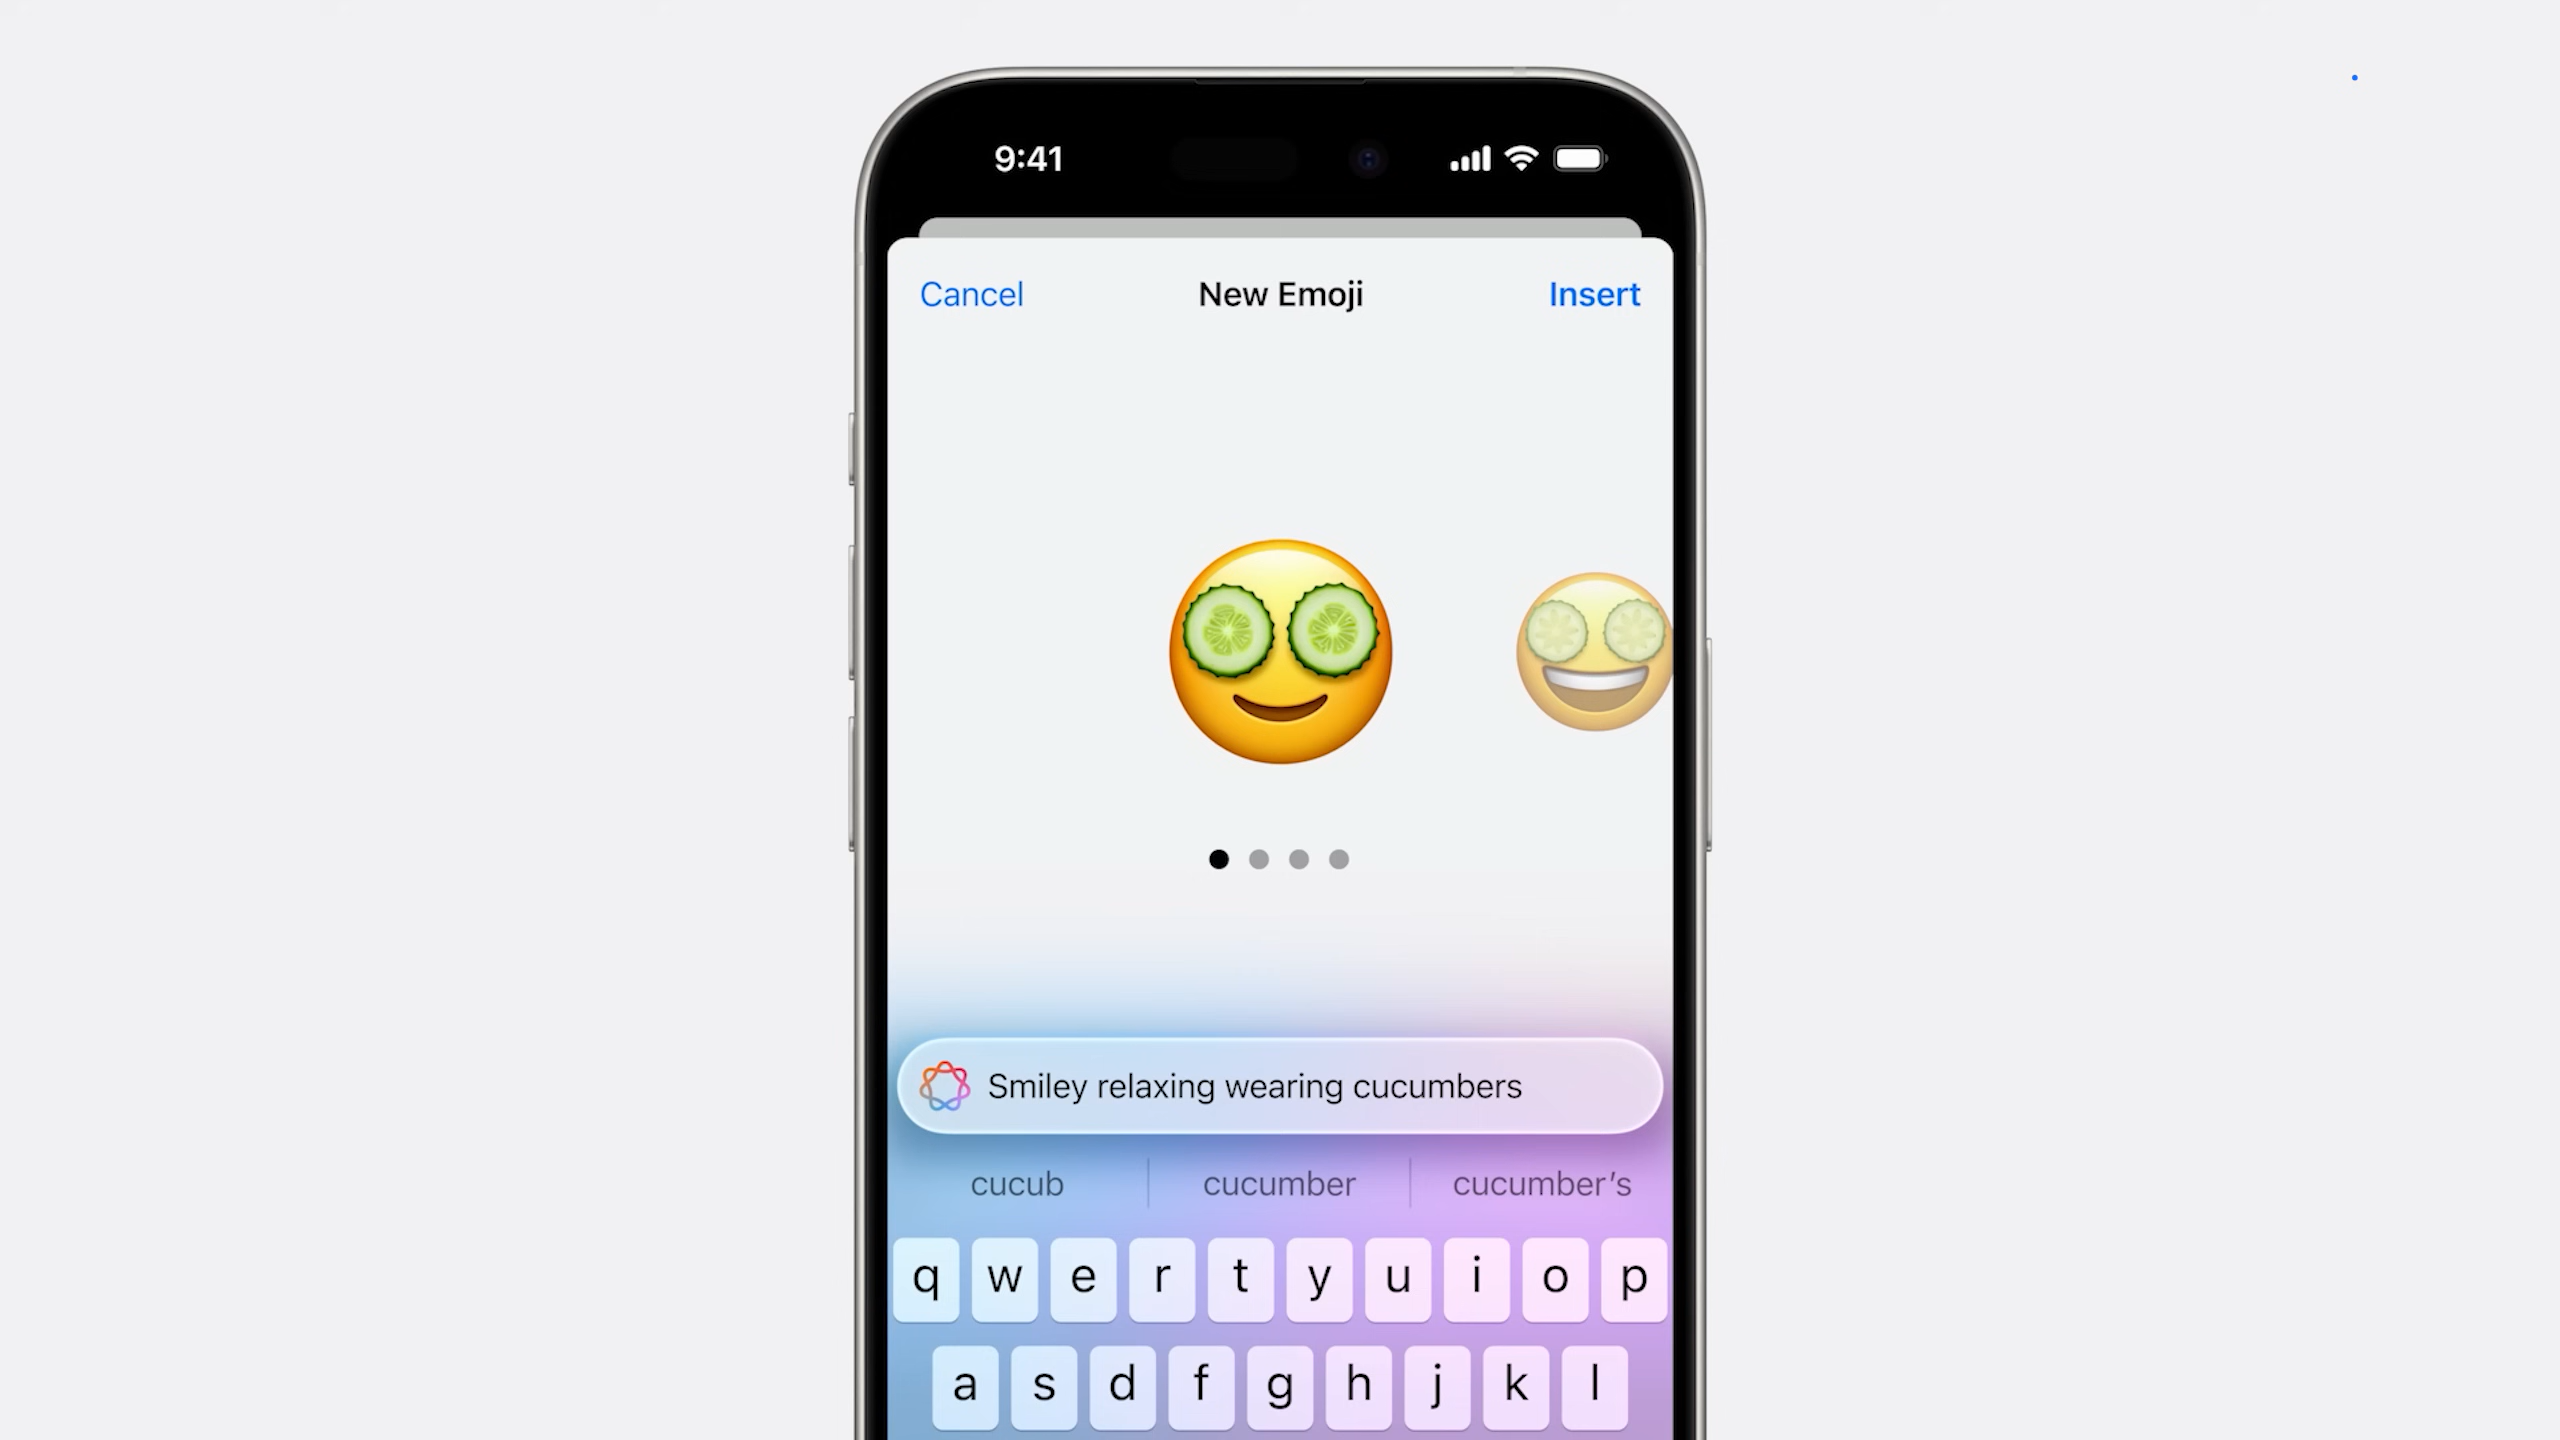 9:41
Cancel New Emoji Insert
Smiley relaxing wearing cucumbers
cucub cucumber cucumber’s
q w e r t y u i o p
a s d f g h j k l